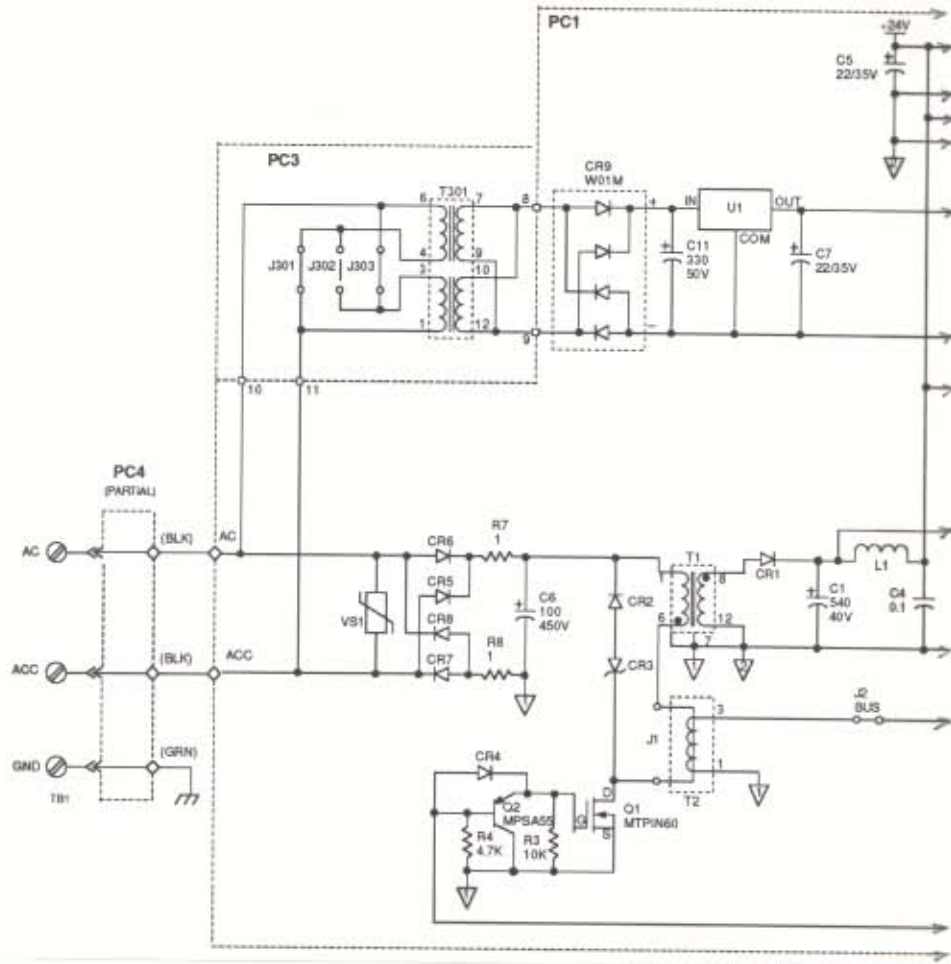 PC1
+24V
C5
22/35V
PC3
T301
6
7
8
CR9
W01M
+
IN
U1
OUT
COM
C11
330
50V
C7
22/35V
J301
J302
J303
4
9
3
10
1
12
9
–
10
11
PC4
(PARTIAL)
AC
(BLK)
AC
ACC
(BLK)
ACC
GND
(GRN)
TB1
VS1
CR6
CR5
CR8
CR7
R7
1
R8
1
C6
100
450V
CR2
CR3
T1
1
8
6
12
7
CR1
C1
540
40V
L1
C4
0.1
J1
3
1
T2
J2
BUS
CR4
Q2
MPSA55
R4
4.7K
R3
10K
G
D
S
Q1
MTPIN60